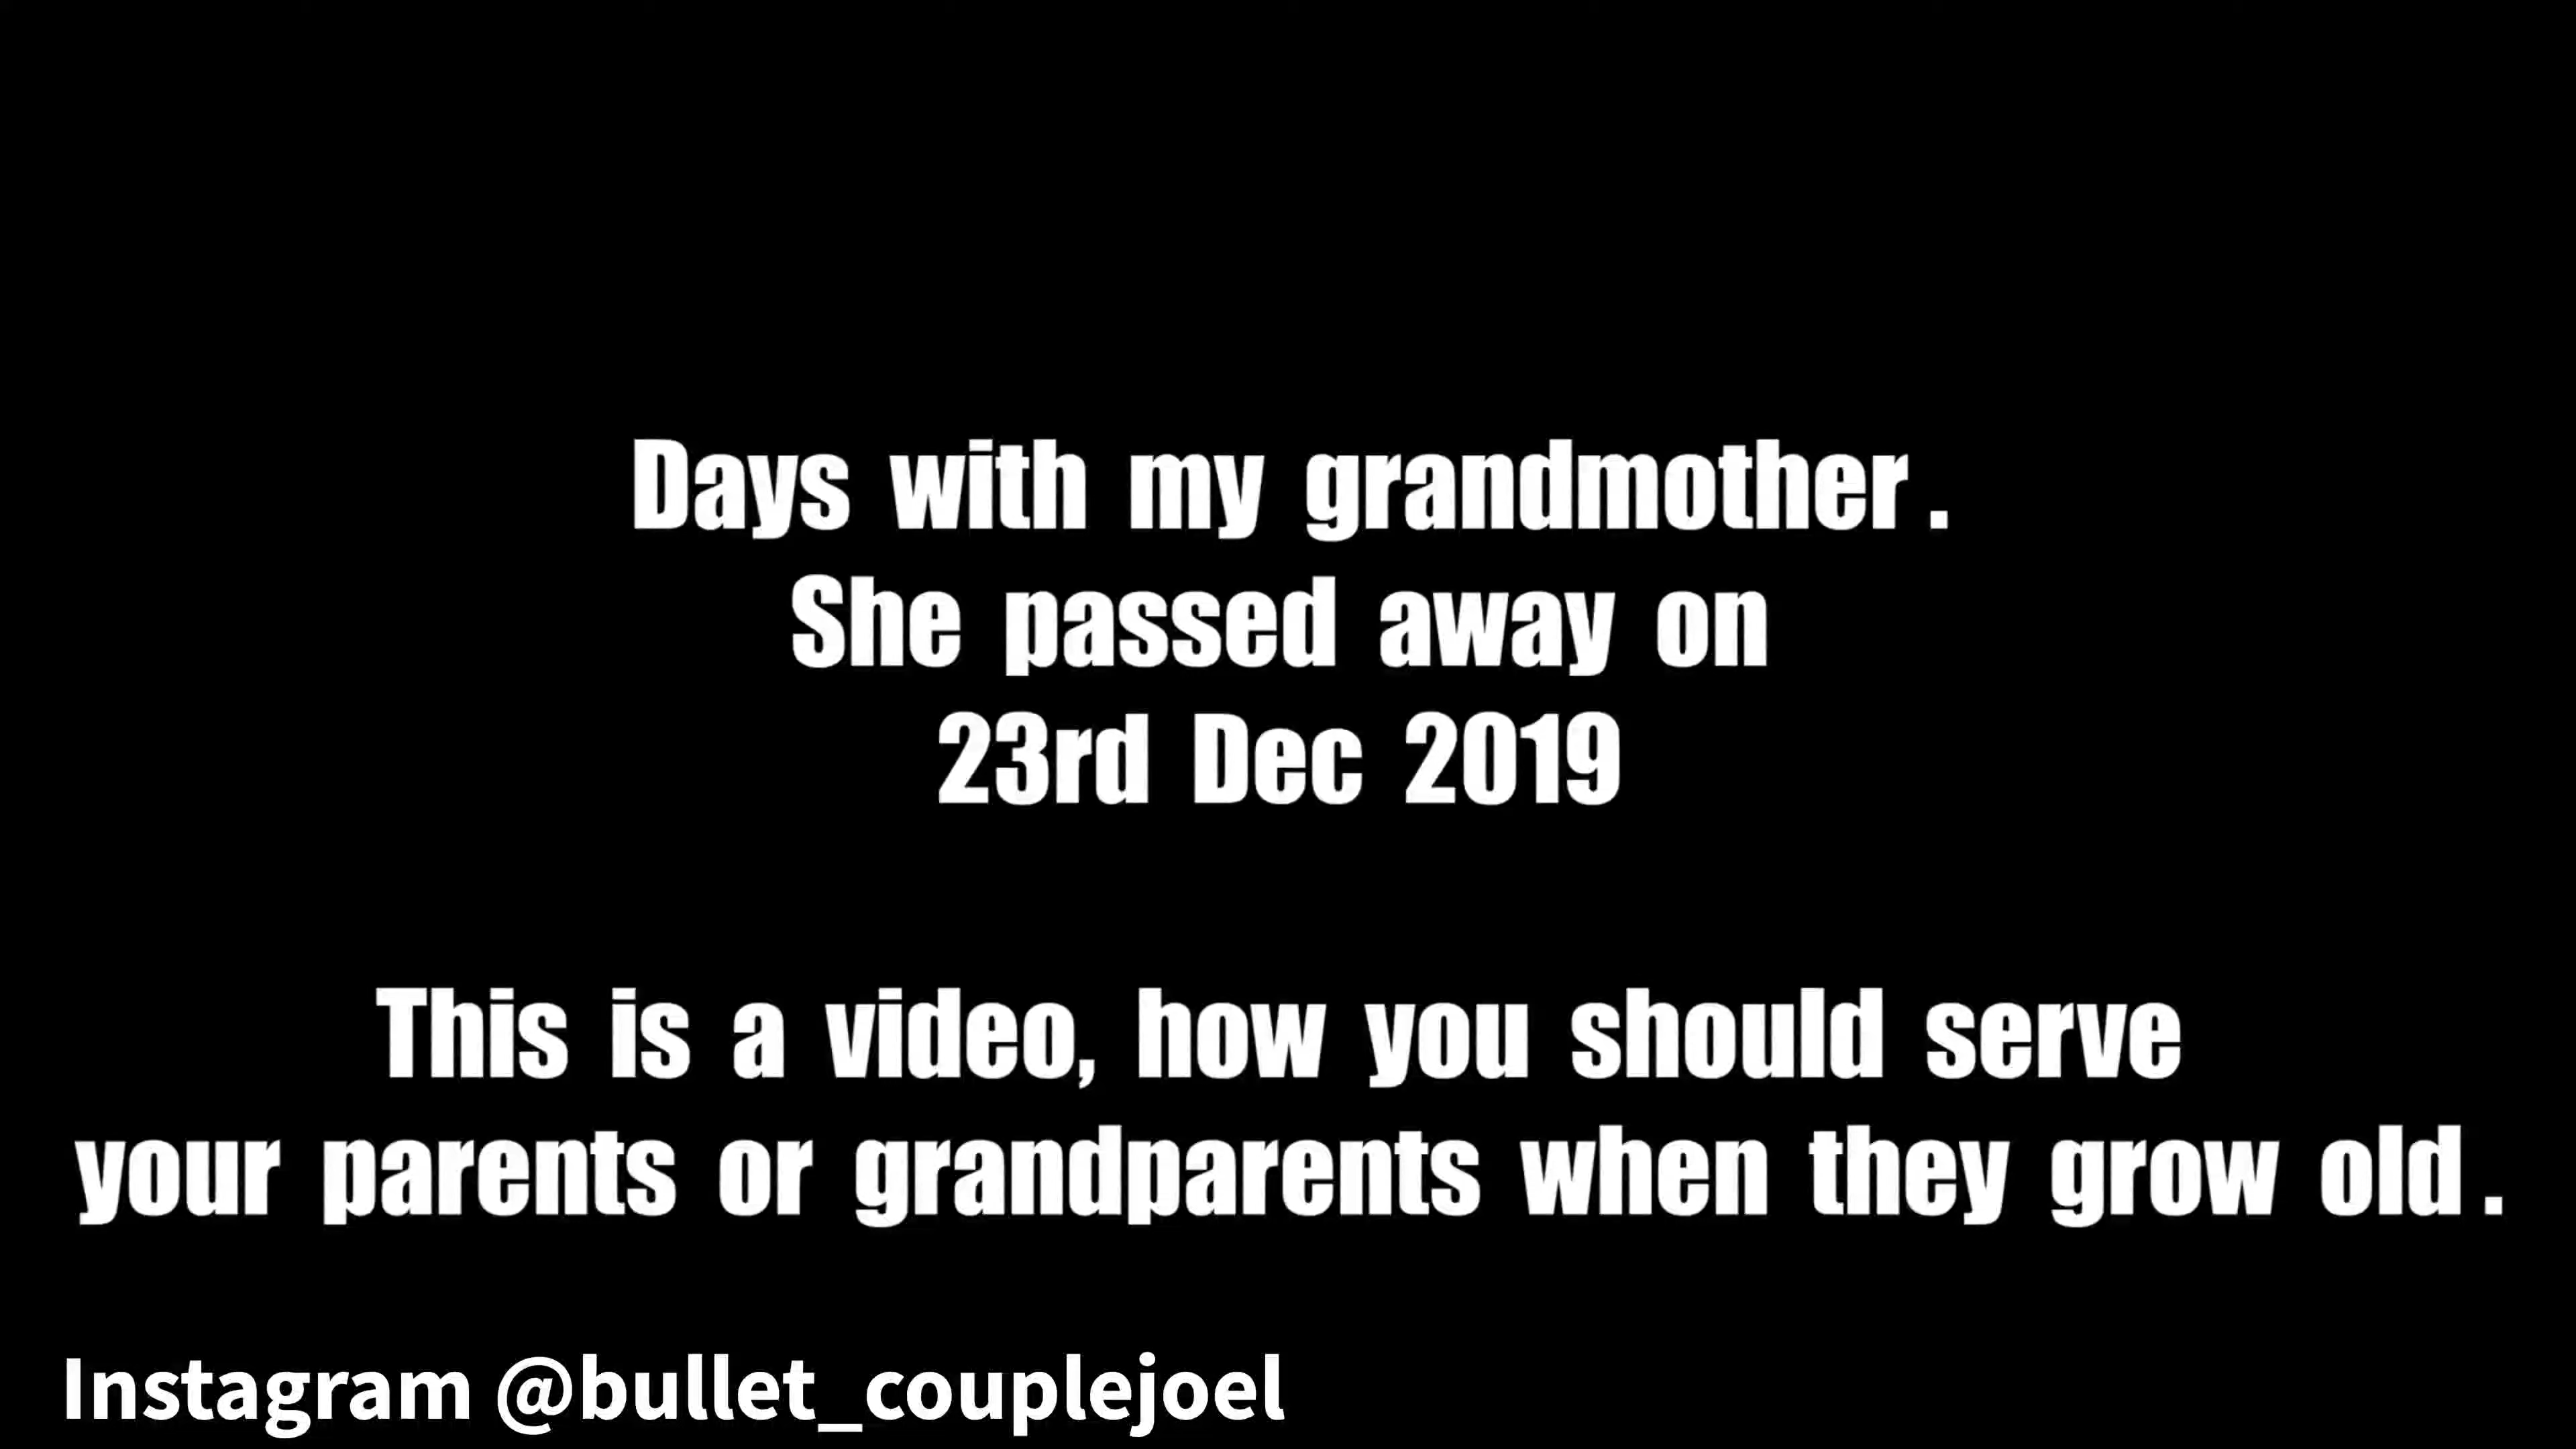 Days with my grandmother .
She passed away on
23rd Dec 2019
This is a video, how you should serve
your parents or grandparents when they grow old .
Instagram @bullet_couplejoel